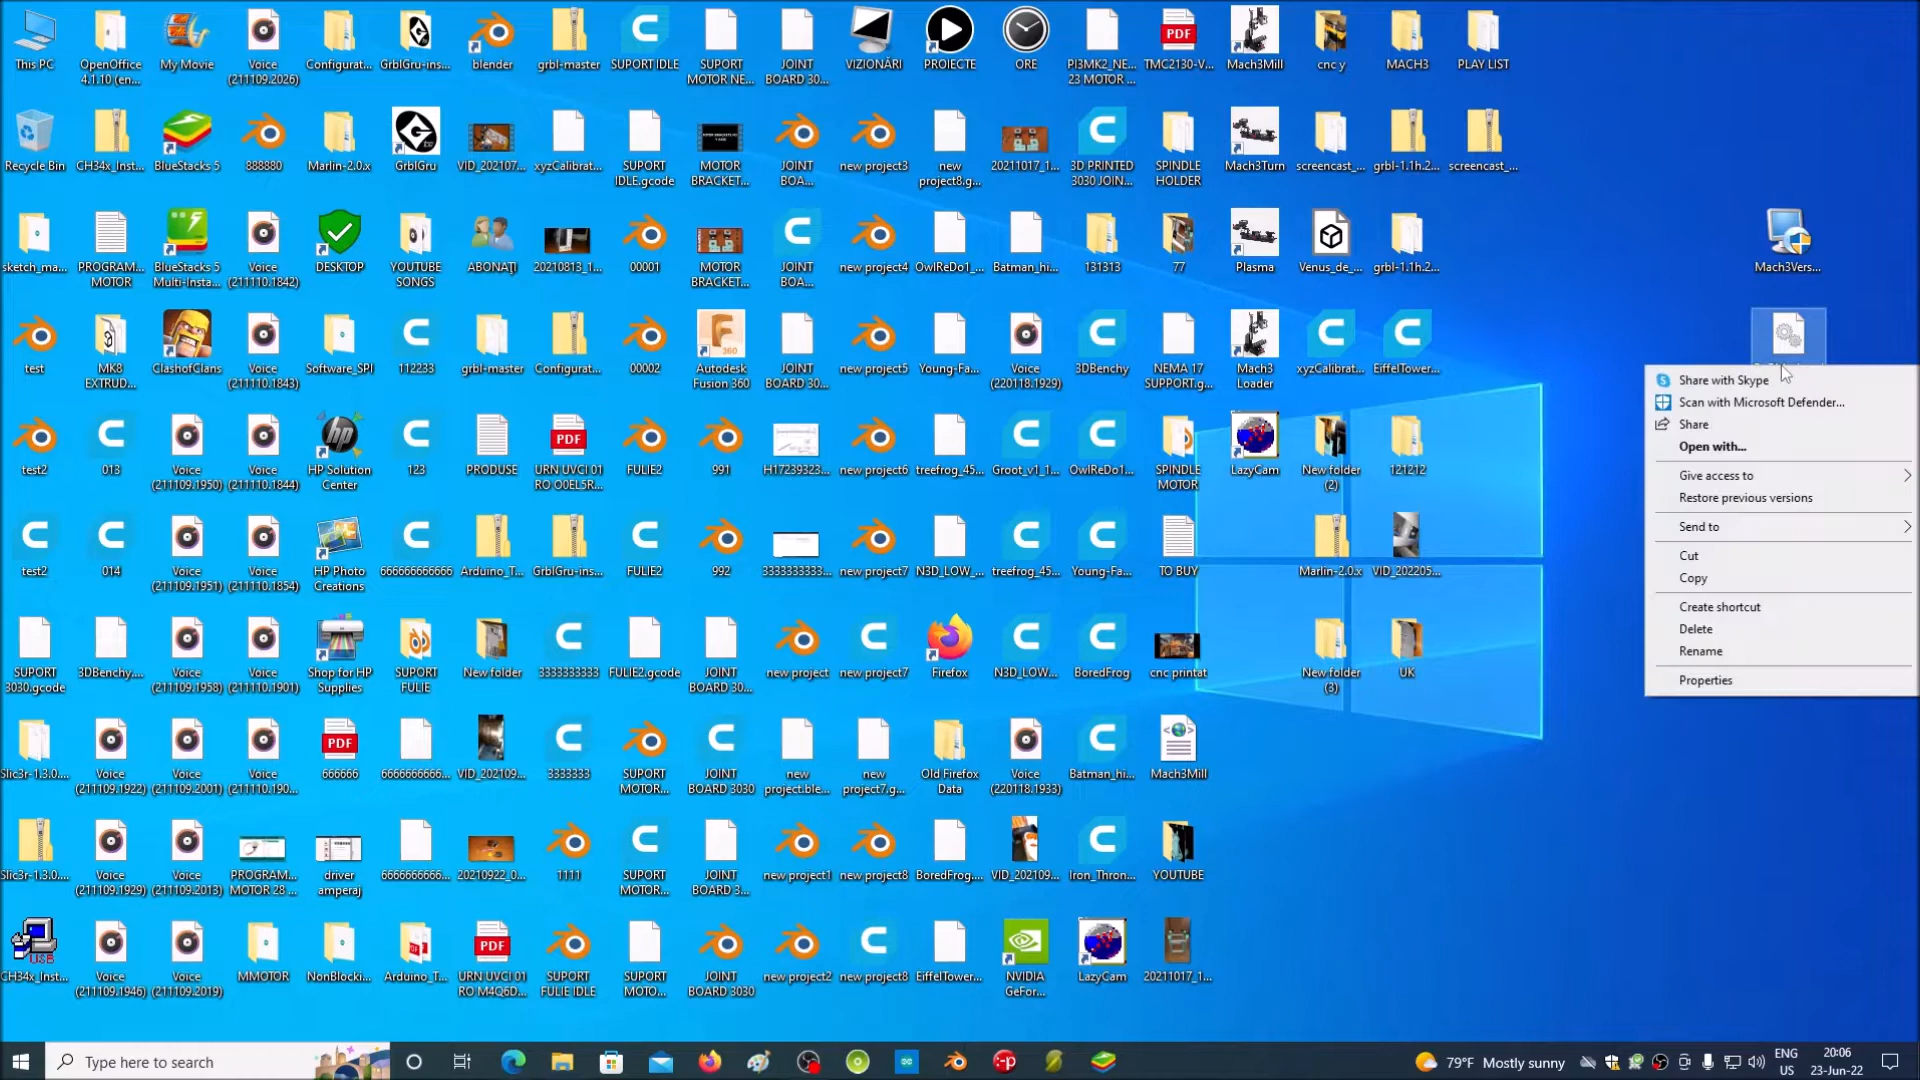 This PC
OpenOffice
4.1.10 (en...
My Movie
Voice
(211109.2026)
Configurat...
GrblGru-ins...
blender
grbl-master
SUPORT IDLE
SUPORT
MOTOR NE...
JOINT
BOARD 30...
VIZIONĂRI
PROIECTE
ORE
PI3MK2_NE...
23 MOTOR ...
PDF
TMC2130-V...
Mach3Mill
cnc y
MACH3
PLAY LIST
Recycle Bin
CH34x_Inst...
BlueStacks 5
888880
Marlin-2.0.x
GrblGru
VID_202107...
xyzCalibrat...
SUPORT
IDLE.gcode
MOTOR
BRACKET...
JOINT
BOA...
new project3
new
project8.g...
20211017_1...
3D PRINTED
3030 JOIN...
SPINDLE
HOLDER
Mach3Turn
screencast_...
grbl-1.1h.2...
screencast_...
sketch_ma...
PROGRAM...
MOTOR
BlueStacks 5
Multi-Insta...
Voice
(211110.1842)
DESKTOP
YOUTUBE
SONGS
ABONAȚI
20210813_1...
00001
MOTOR
BRACKET...
JOINT
BOA...
new project4
OwlReDo1_...
Batman_hi...
131313
77
Plasma
Venus_de_...
grbl-1.1h.2...
Mach3Vers...
test
MK8
EXTRUD...
ClashofClans
Voice
(211110.1843)
Software_SPI
112233
grbl-master
Configurat...
00002
Autodesk
Fusion 360
JOINT
BOARD 30...
new project5
Young-Fa...
Voice
(220118.1929)
3DBenchy
NEMA 17
SUPPORT.g...
Mach3
Loader
xyzCalibrat...
EiffelTower...
Share with Skype
Scan with Microsoft Defender...
Share
Open with...
Give access to
Restore previous versions
Send to
Cut
Copy
Create shortcut
Delete
Rename
Properties
test2
013
Voice
(211109.1950)
Voice
(211110.1844)
HP Solution
Center
123
PRODUSE
PDF
URN UVCI 01
RO O0EL5R...
FULIE2
991
H17239323...
new project6
treefrog_45...
Groot_v1_1...
OwlReDo1...
SPINDLE
MOTOR
LazyCam
New folder
(2)
121212
test2
014
Voice
(211109.1951)
Voice
(211110.1854)
HP Photo
Creations
666666666666
Arduino_T...
GrblGru-ins...
FULIE2
992
3333333333...
new project7
N3D_LOW_...
treefrog_45...
Young-Fa...
TO BUY
Marlin-2.0.x
VID_202205...
SUPORT
3030.gcode
3DBenchy....
Voice
(211109.1958)
Voice
(211110.1901)
Shop for HP
Supplies
SUPORT
FULIE
New folder
3333333333
FULIE2.gcode
JOINT
BOARD 30...
new project
new project7
Firefox
N3D_LOW...
BoredFrog
cnc printat
New folder
(3)
UK
Slic3r-1.3.0....
Voice
(211109.1922)
Voice
(211109.2001)
Voice
(211110.190...
PDF
666666
6666666666...
VID_202109...
3333333
SUPORT
MOTOR...
JOINT
BOARD 3030
new
project.ble...
new
project7.g...
Old Firefox
Data
Voice
(220118.1933)
Batman_hi...
Mach3Mill
Slic3r-1.3.0....
Voice
(211109.1929)
Voice
(211109.2013)
PROGRAM...
MOTOR 28 ...
driver
amperaj
6666666666...
20210922_0...
1111
SUPORT
MOTOR...
JOINT
BOARD 3...
new project1
new project8
BoredFrog....
VID_202109...
Iron_Thron...
YOUTUBE
CH34x_Inst...
Voice
(211109.1946)
Voice
(211109.2019)
MMOTOR
NonBlocki...
Arduino_T...
PDF
URN UVCI 01
RO M4Q6D...
SUPORT
FULIE IDLE
SUPORT
MOTO...
JOINT
BOARD 3030
new project2
new project8
EiffelTower...
NVIDIA
GeFor...
LazyCam
20211017_1...
Type here to search
79°F Mostly sunny
ENG
US
20:06
23-Jun-22